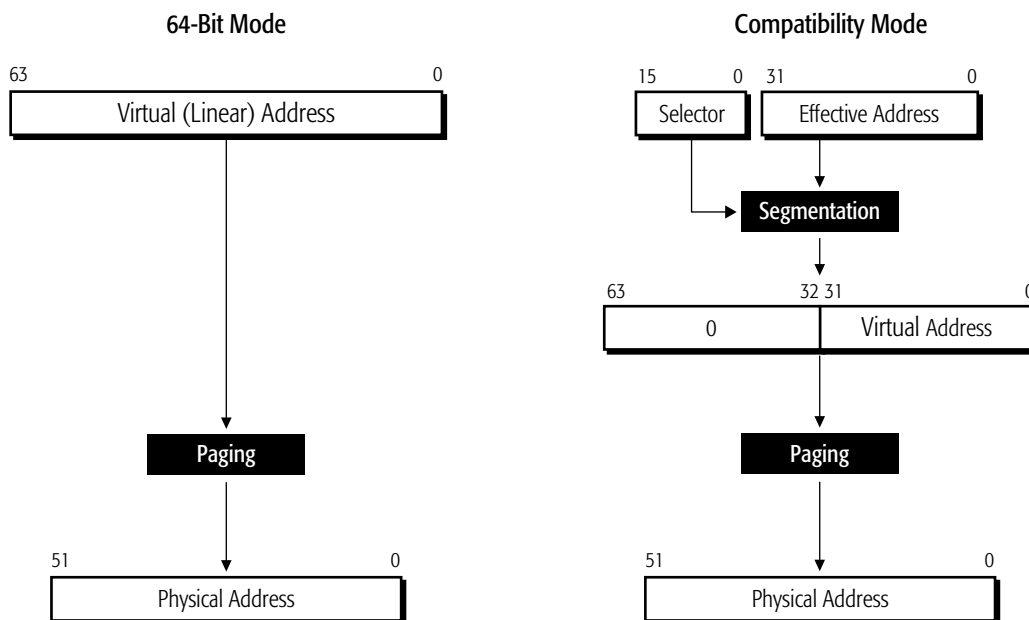 64-Bit Mode
63 0
Virtual (Linear) Address
Paging
51 0
Physical Address
Compatibility Mode
15 0 31 0
Selector Effective Address
Segmentation
63 32 31 0
0 Virtual Address
Paging
51 0
Physical Address